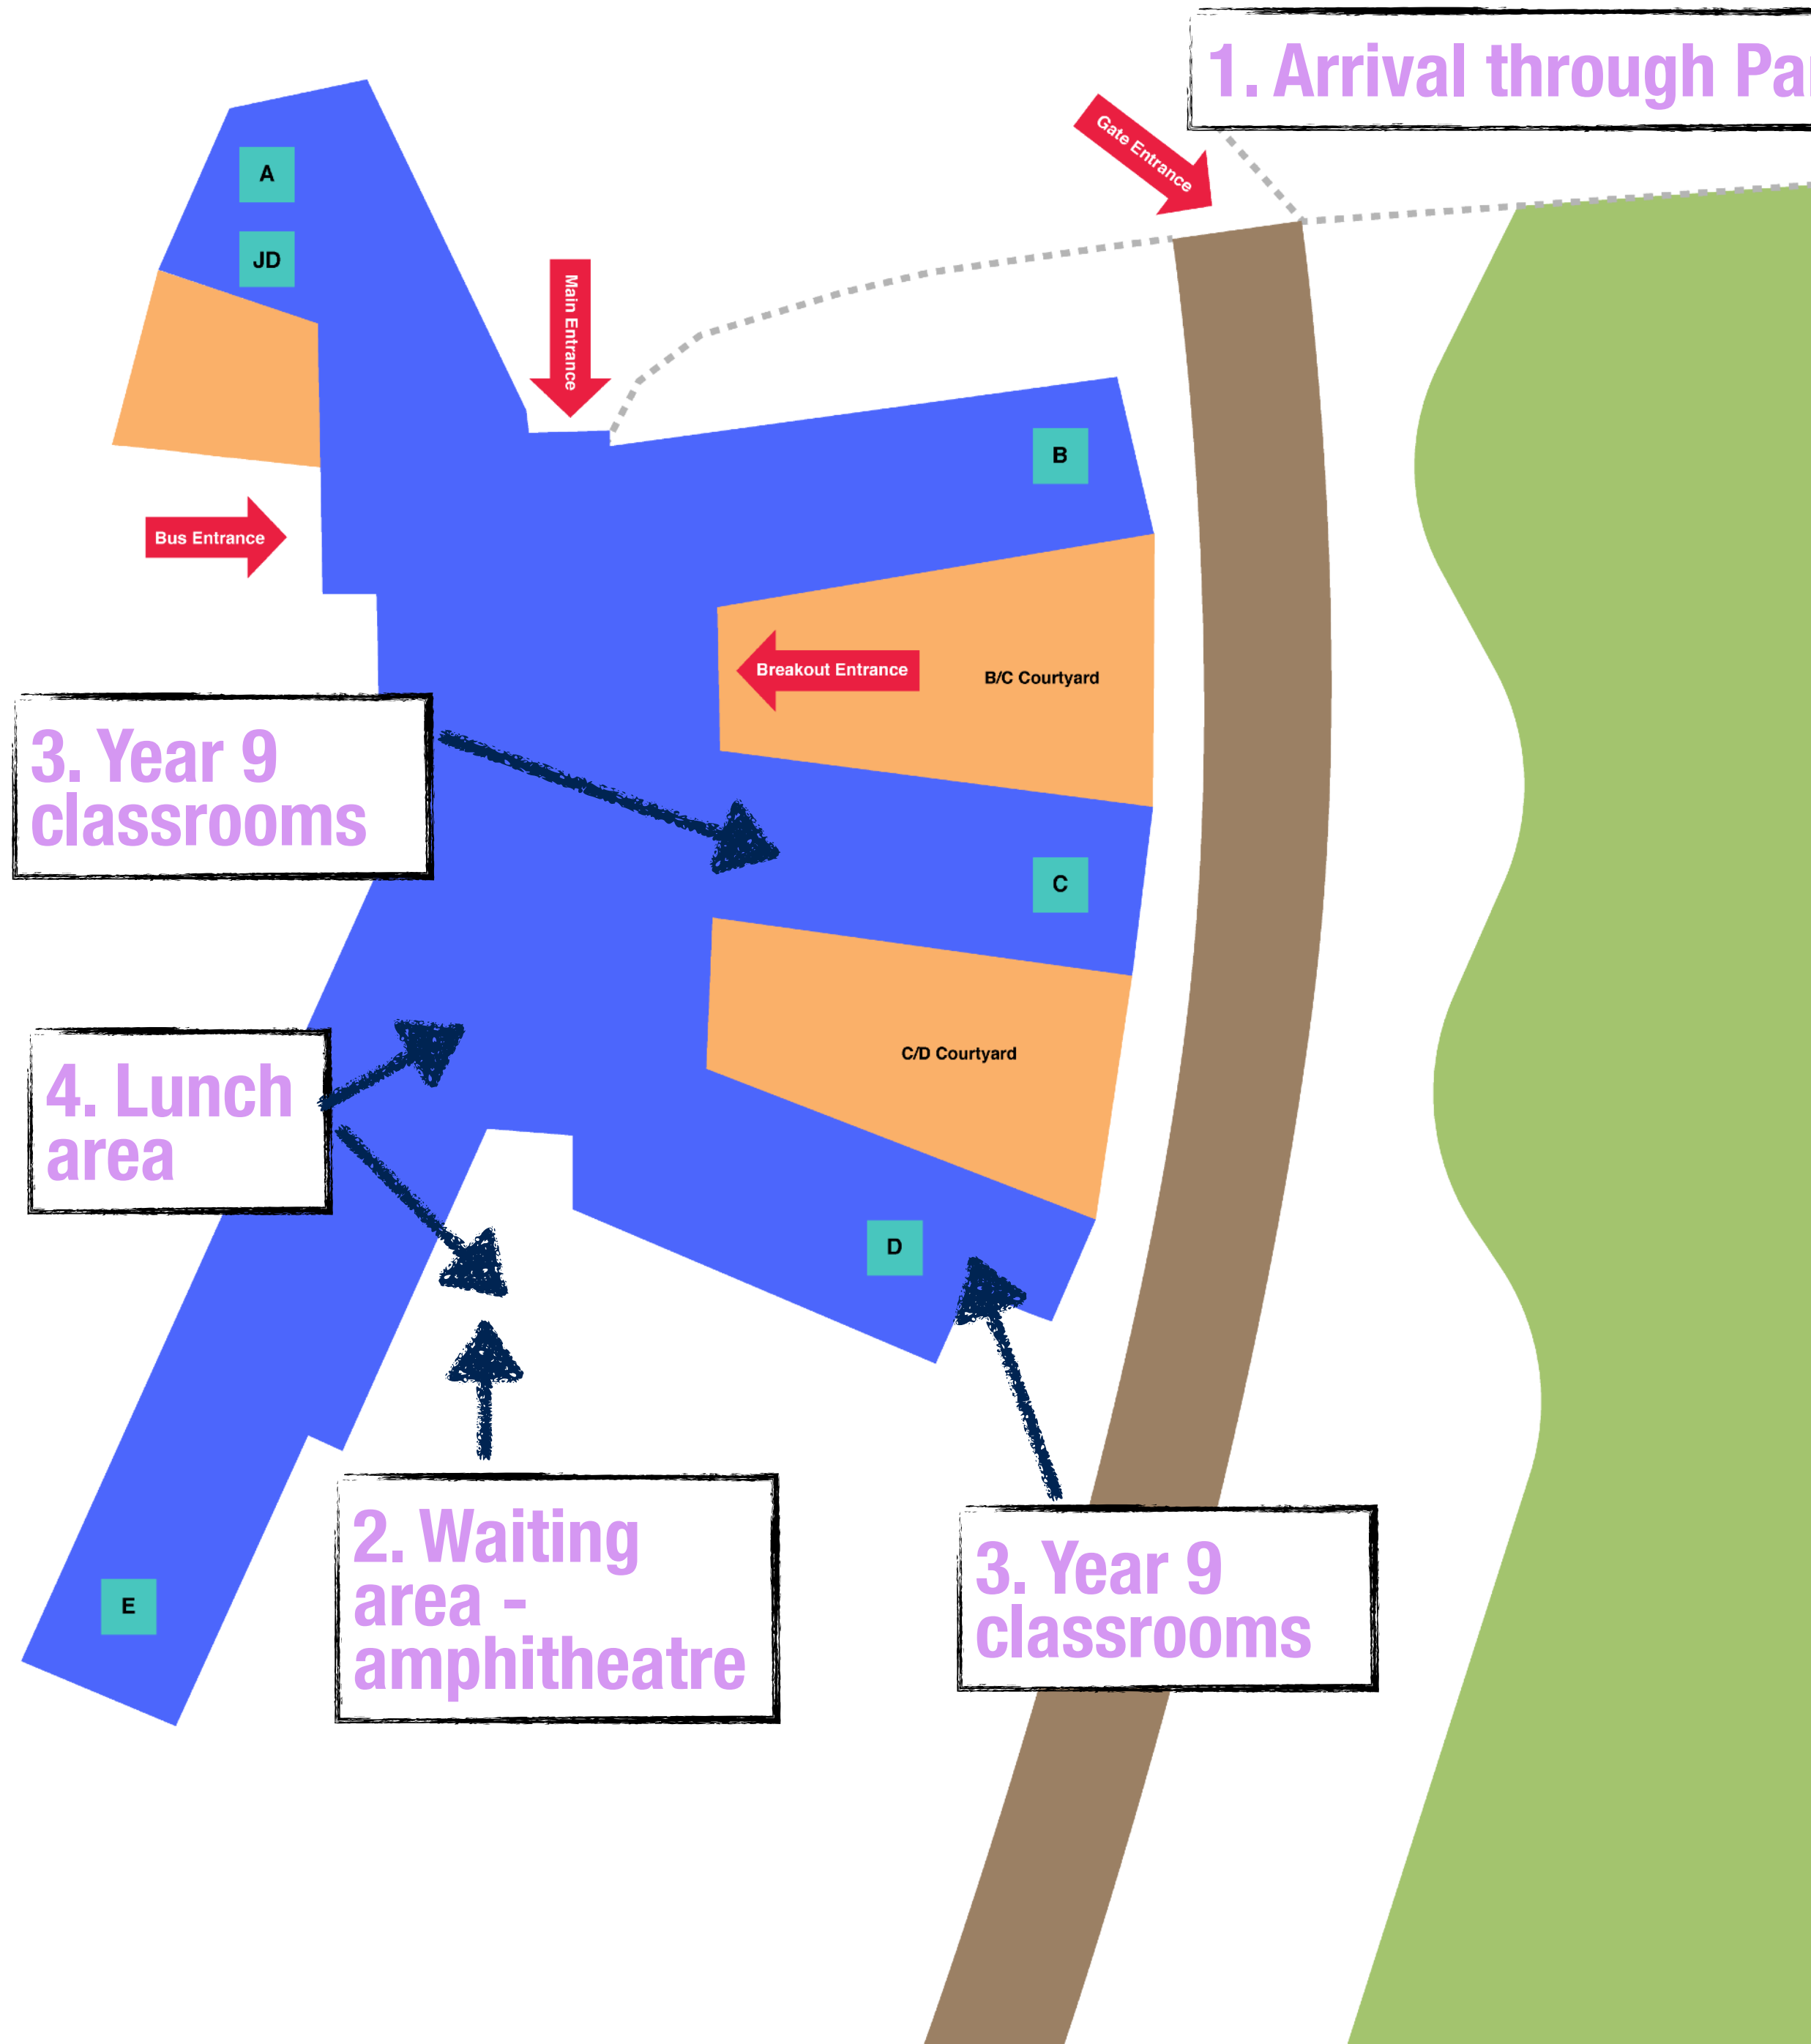 1. Arrival through
Gate Entrance
A
JD
Main Entrance
B
Bus Entrance
Breakout Entrance
B/C Courtyard
3. Year 9
classrooms
C
4. Lunch
area
C/D Courtyard
D
2. Waiting
area -
amphitheatre
3. Year 9
classrooms
E